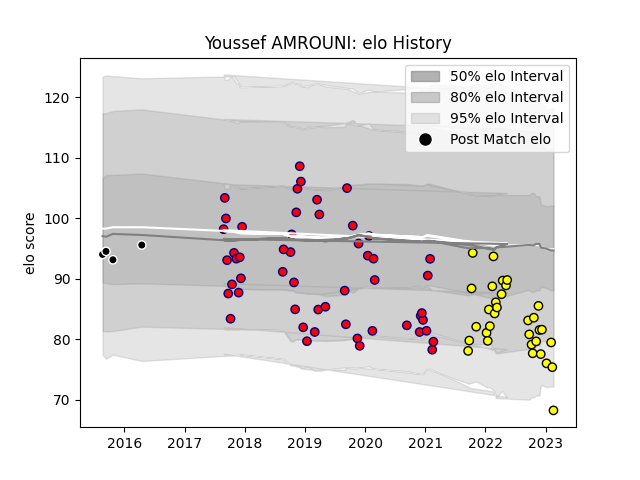 Youssef AMROUNI: elo History
50% elo Interval
80% elo Interval
95% elo Interval
Post Match elo
elo score
120
110
100
90
80
70
2016 2017 2018 2019 2020 2021 2022 2023